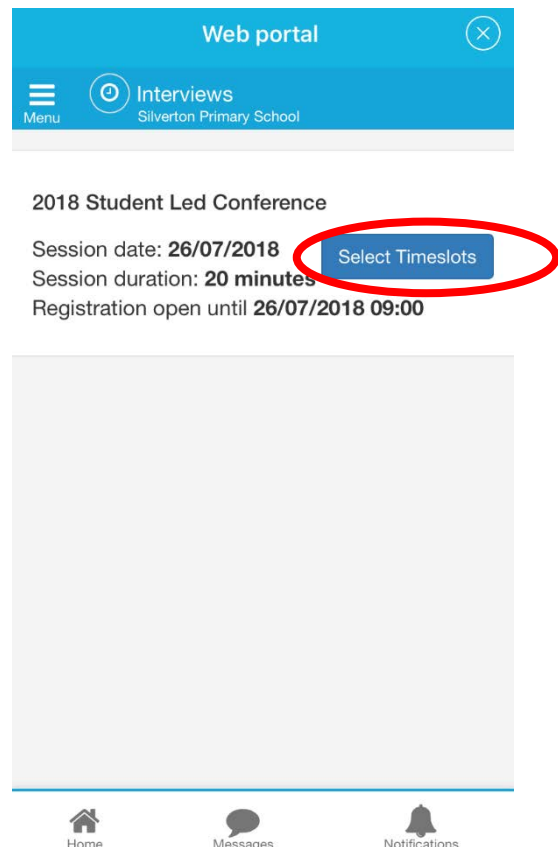 Web portal
Menu
Interviews
Silverton Primary School
2018 Student Led Conference
Session date: 26/07/2018
Select Timeslots
Session duration: 20 minutes
Registration open until 26/07/2018 09:00
Home
Messages
Notifications